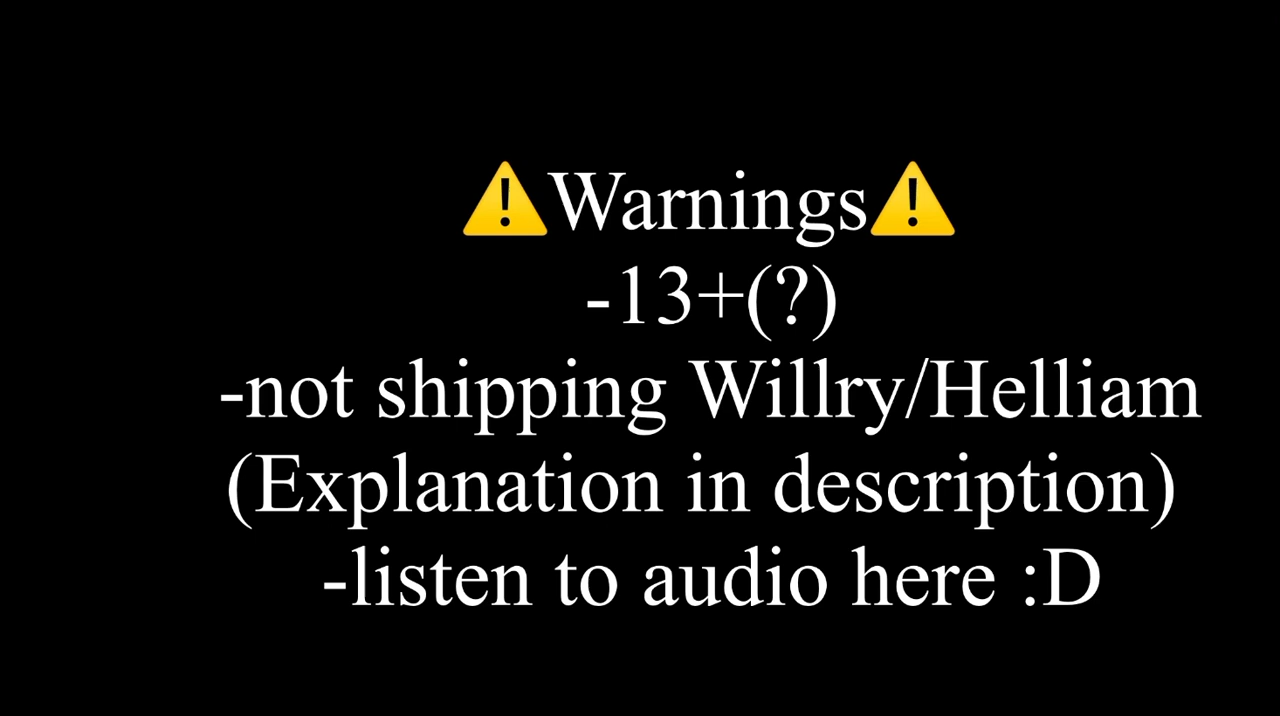 ⚠️Warnings⚠️
-13+(?)
-not shipping Willry/Helliam
(Explanation in description)
-listen to audio here :D